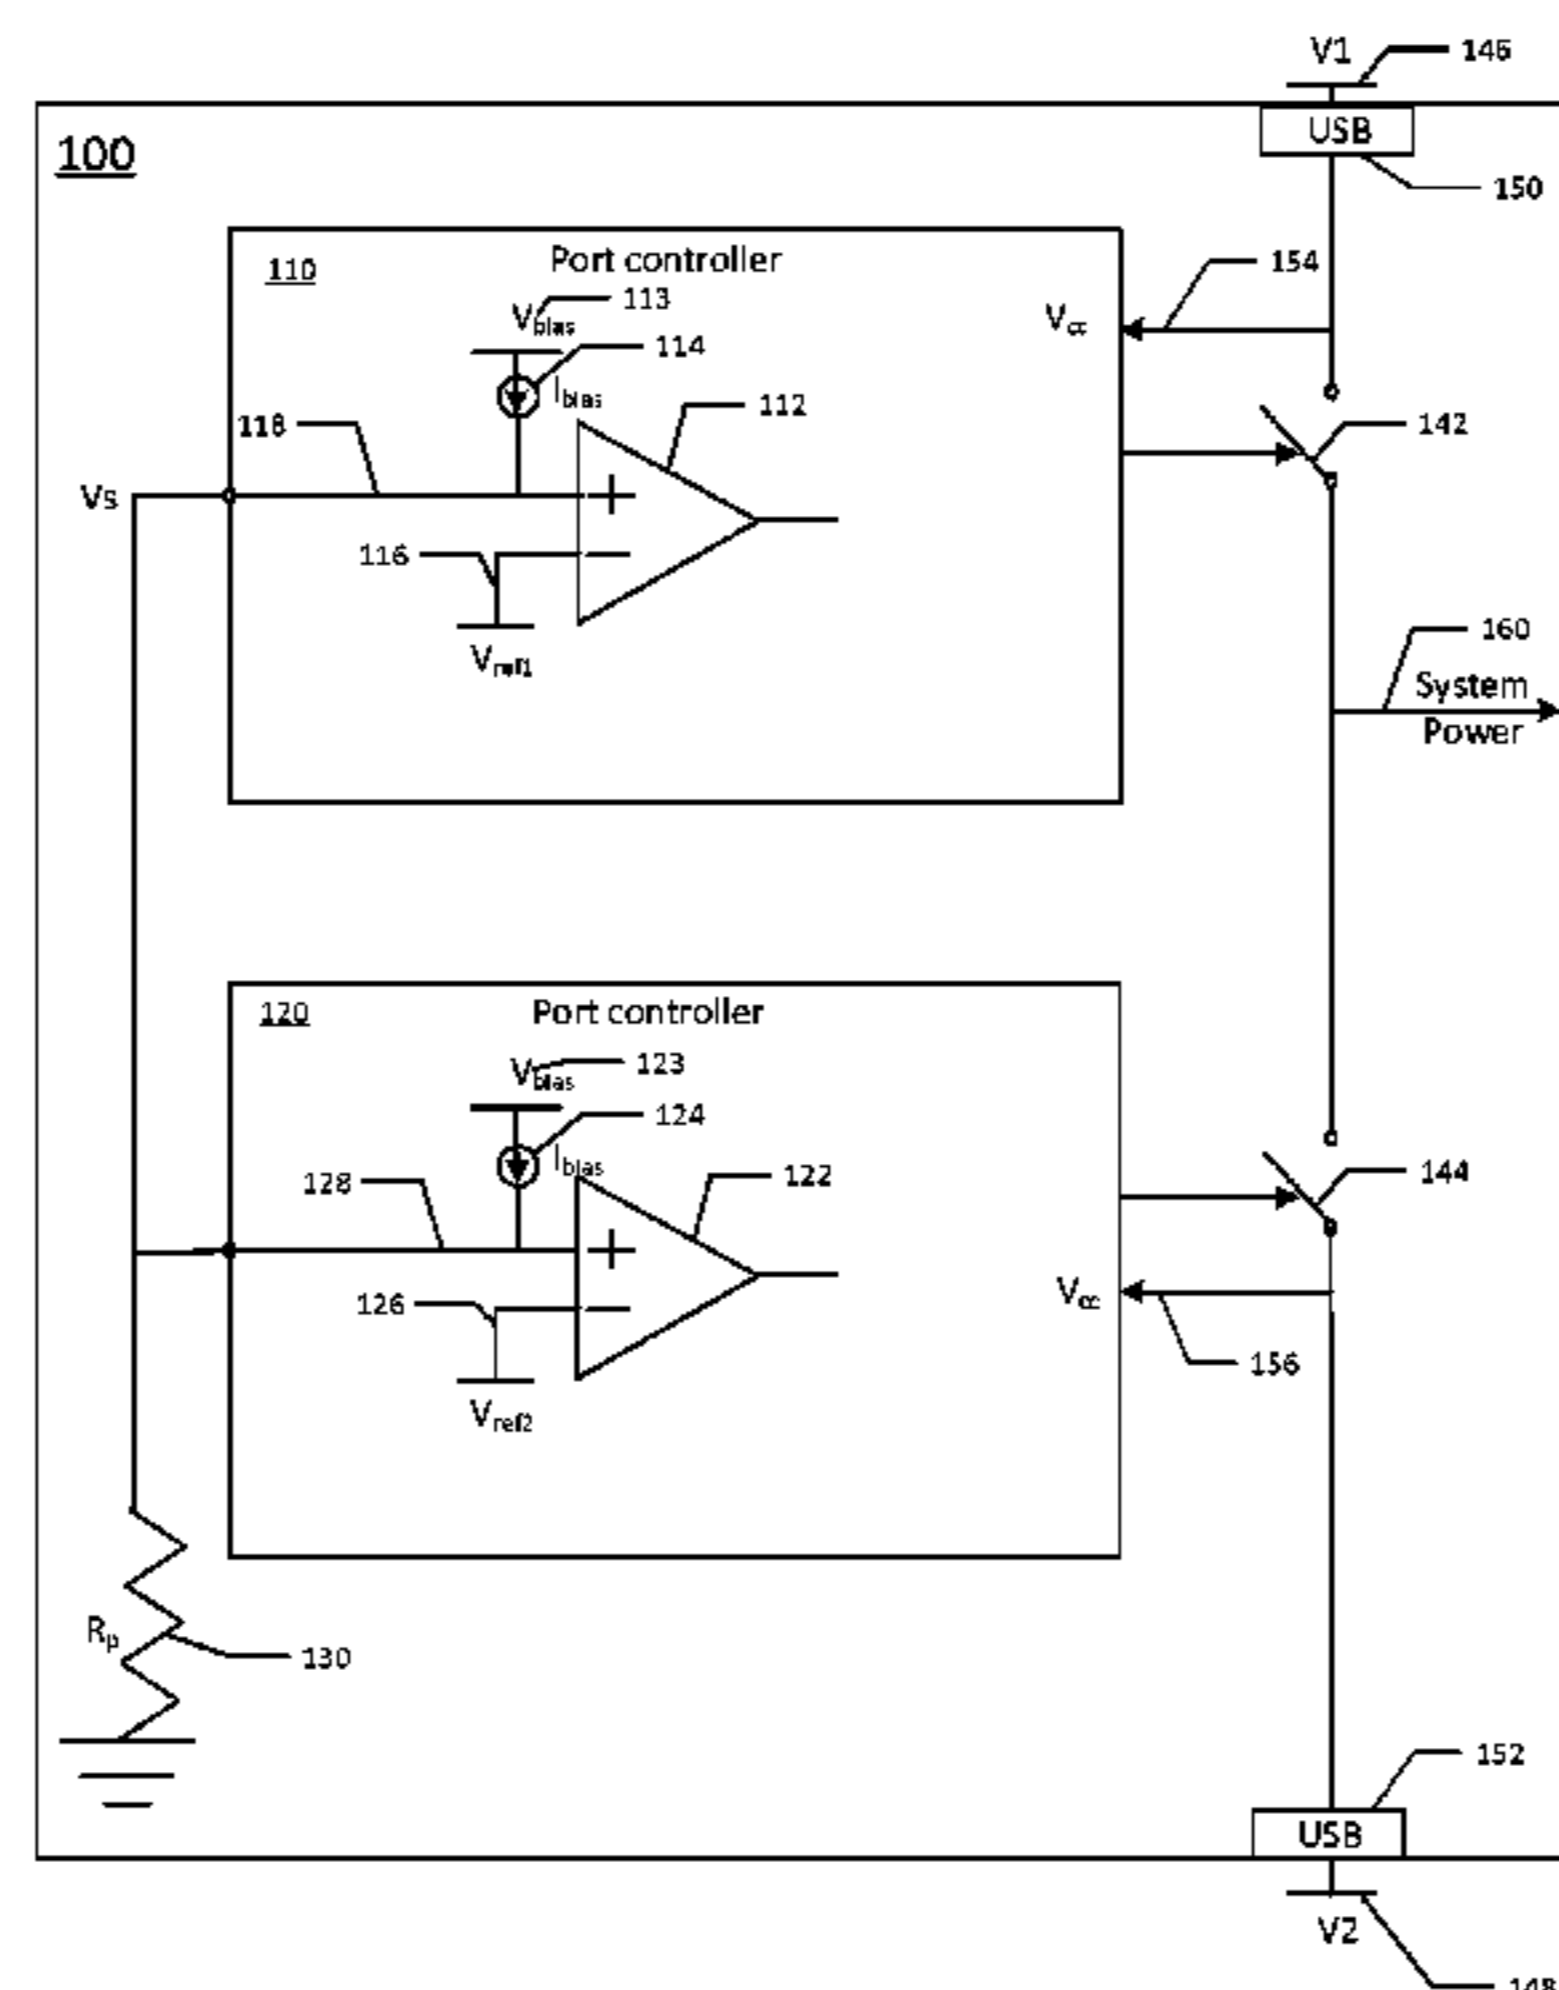 V1
146
USB
100
150
Port controller
110
154
113
Vbias
Vcc
114
Ibias
112
118
142
Vs
116
160
Vref1
System
Power
120
Port controller
123
Vbias
124
Ibias
144
128
122
126
Vcc
156
Vref2
Rp
130
152
USB
V2
148